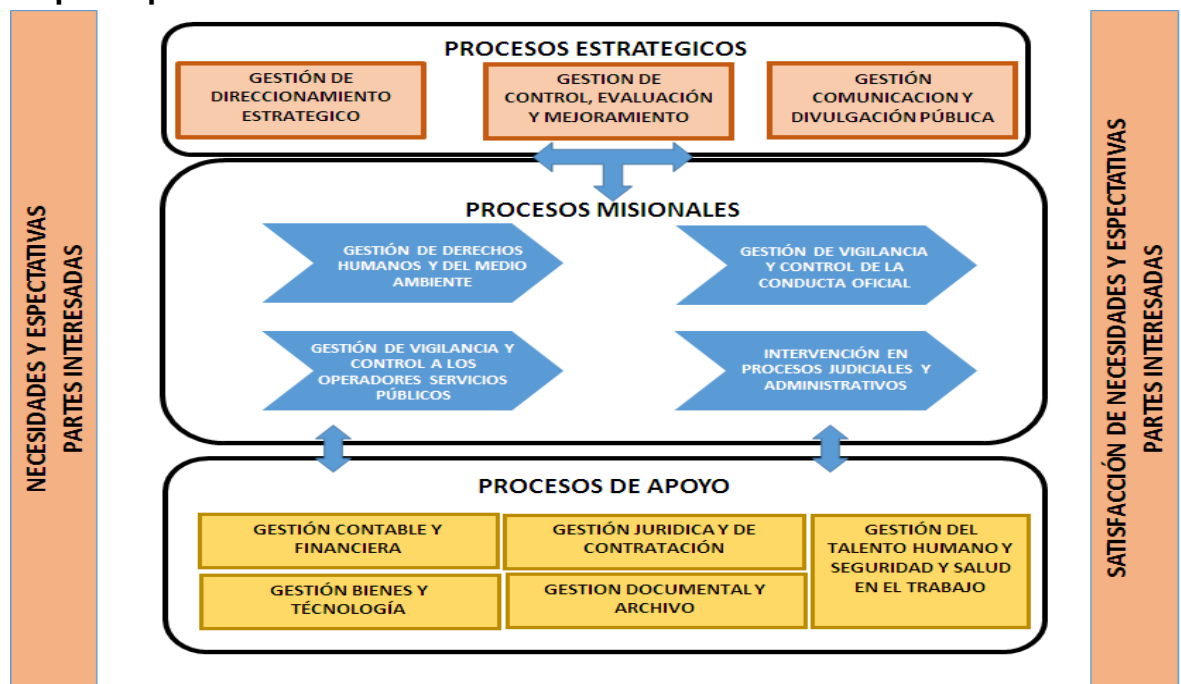 NECESIDADES Y ESPECTATIVAS
PARTES INTERESADAS
PROCESOS ESTRATEGICOS
GESTIÓN DE
DIRECCIONAMIENTO
ESTRATEGICO
GESTION DE
CONTROL, EVALUACIÓN
Y MEJORAMIENTO
GESTIÓN
COMUNICACION Y
DIVULGACIÓN PÚBLICA
PROCESOS MISIONALES
GESTIÓN DE DERECHOS
HUMANOS Y DEL MEDIO
AMBIENTE
GESTIÓN DE VIGILANCIA
Y CONTROL DE LA
CONDUCTA OFICIAL
GESTIÓN DE VIGILANCIA Y
CONTROL A LOS
OPERADORES SERVICIOS
PÚBLICOS
INTERVENCIÓN EN
PROCESOS JUDICIALES Y
ADMINISTRATIVOS
PROCESOS DE APOYO
GESTIÓN CONTABLE Y
FINANCIERA
GESTIÓN JURIDICA Y DE
CONTRATACIÓN
GESTIÓN DEL
TALENTO HUMANO Y
SEGURIDAD Y SALUD
EN EL TRABAJO
GESTIÓN BIENES Y
TÉCNOLOGÍA
GESTION DOCUMENTAL Y
ARCHIVO
SATISFACCIÓN DE NECESIDADES Y ESPECTATIVAS
PARTES INTERESADAS